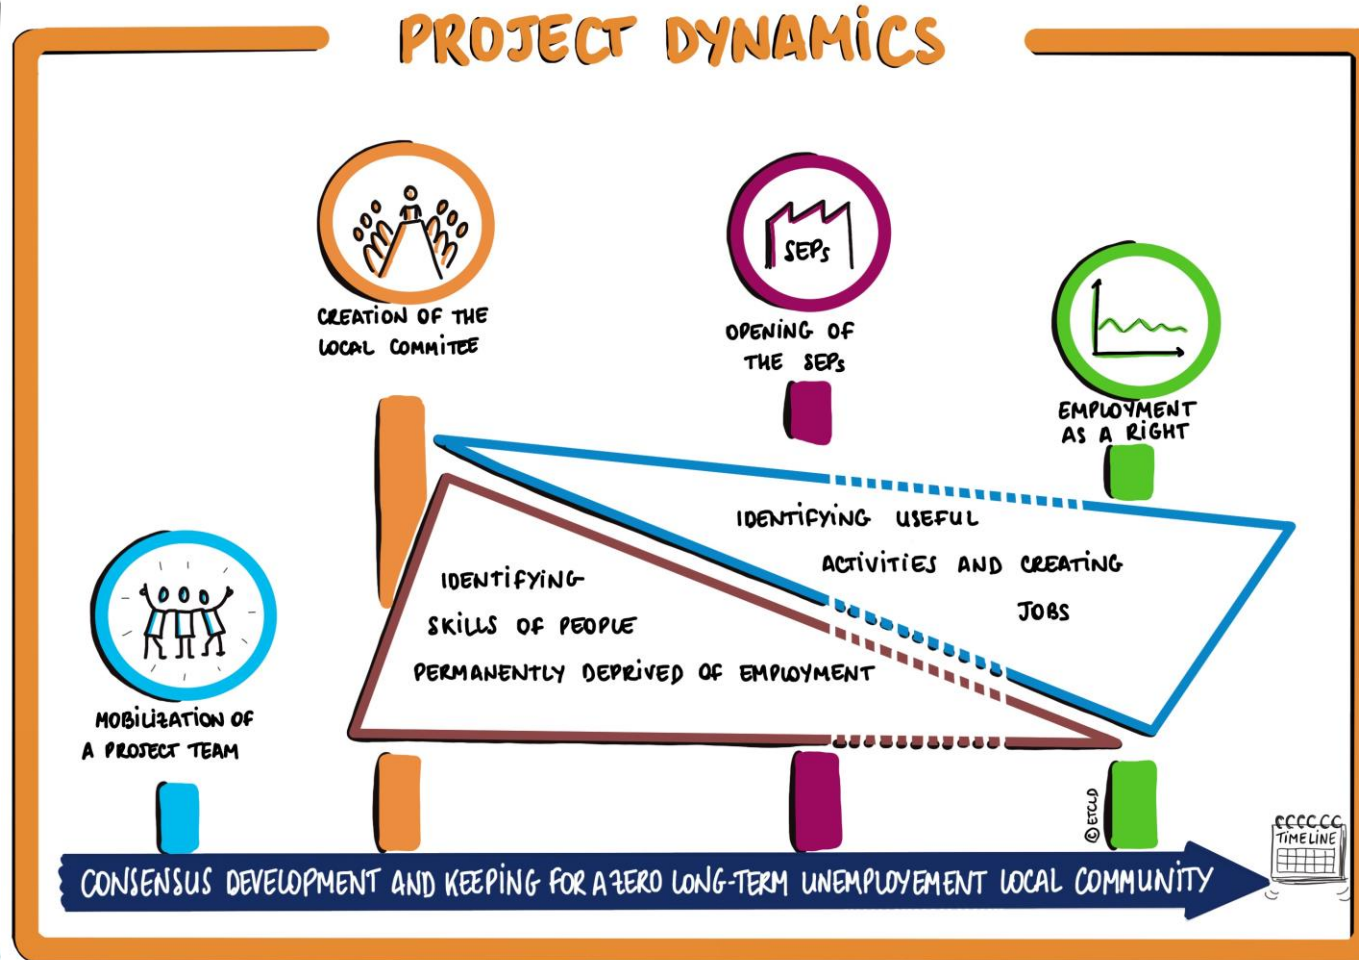 PROJECT DYNAMICS
SEPs
CREATION OF THE
LOCAL COMMITEE
OPENING OF
THE SEPs
EMPLOYMENT
AS A RIGHT
IDENTIFYING USEFUL
ACTIVITIES AND CREATING
JOBS
IDENTIFYING
SKILLS OF PEOPLE
PERMANENTLY DEPRIVED OF EMPLOYMENT
MOBILIZATION OF
A PROJECT TEAM
© ETCLD
TIMELINE
CONSENSUS DEVELOPMENT AND KEEPING FOR A ZERO LONG-TERM UNEMPLOYEMENT LOCAL COMMUNITY